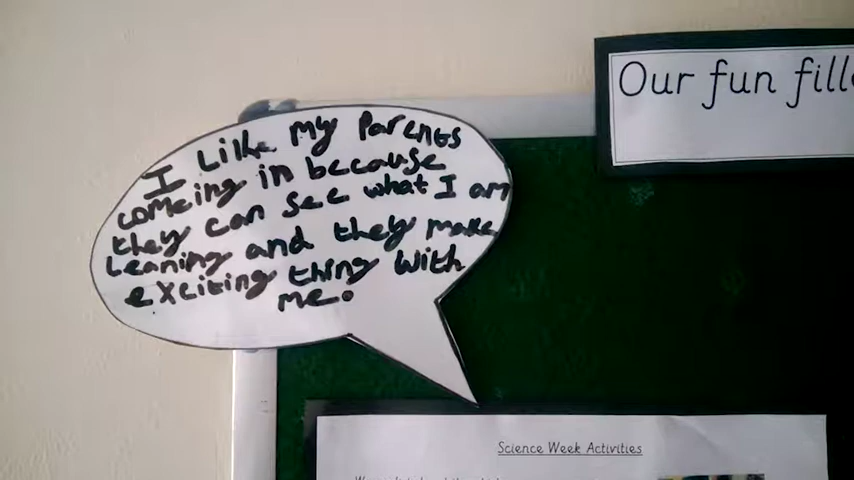 I Like my Parents
comeing in because
they can see what I am
Leaning and they make
exciting thing with
me.
Our fun fill
Science Week Activities